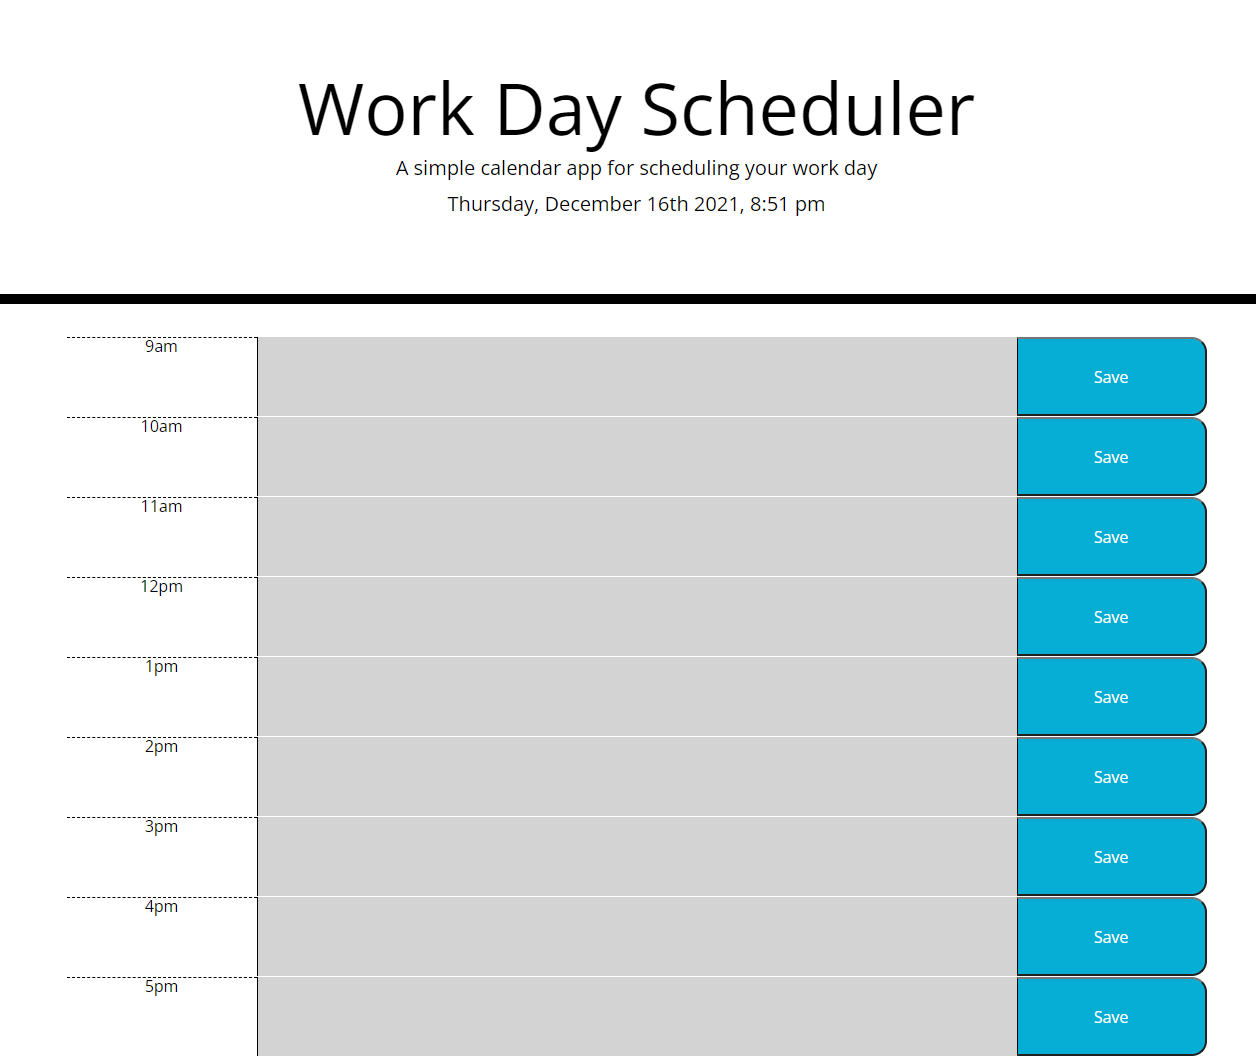 Work Day Scheduler
A simple calendar app for scheduling your work day
Thursday, December 16th 2021, 8:51 pm
9am
Save
10am
Save
11am
Save
12pm
Save
1pm
Save
2pm
Save
3pm
Save
4pm
Save
5pm
Save